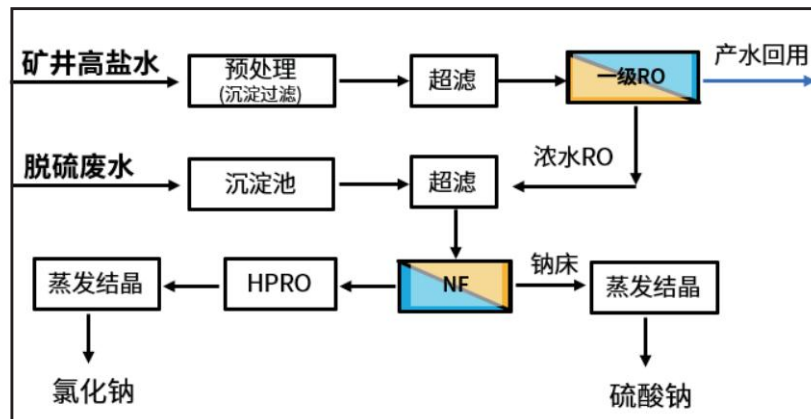 矿井高盐水
预处理
(沉淀过滤)
超滤
一级RO
产水回用
浓水RO
脱硫废水
沉淀池
超滤
蒸发结晶
HPRO
NF
钠床
蒸发结晶
氯化钠
硫酸钠